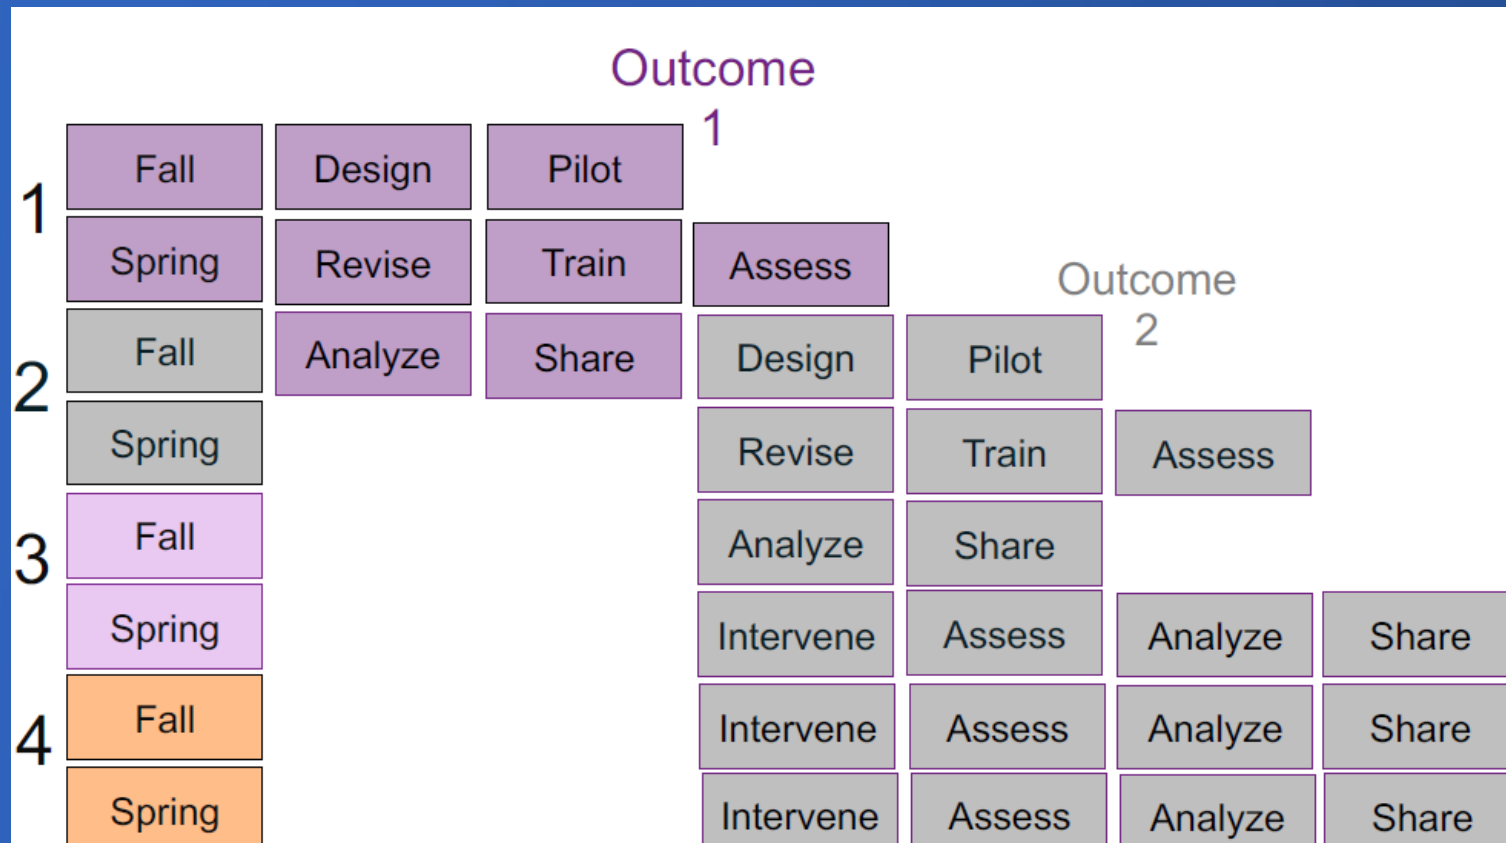 Outcome
1
1
Fall Design Pilot
Spring Revise Train Assess
Outcome
2
2
Fall Analyze Share Design Pilot
Spring Revise Train Assess
3
Fall Analyze Share
Spring Intervene Assess Analyze Share
4
Fall Intervene Assess Analyze Share
Spring Intervene Assess Analyze Share